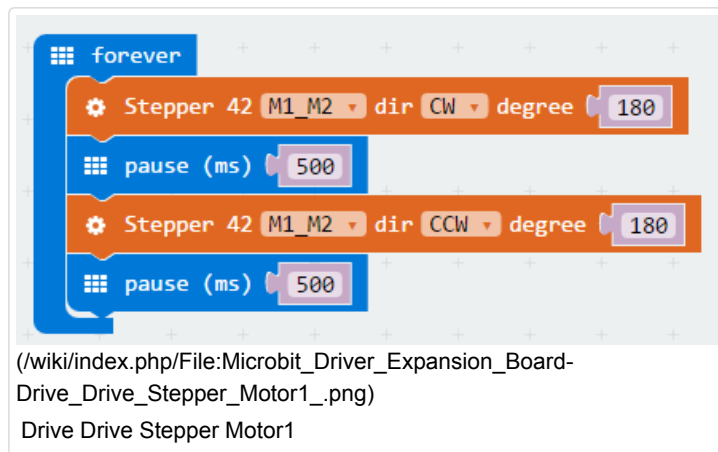 forever
Stepper 42 M1_M2 dir CW degree 180
pause (ms) 500
Stepper 42 M1_M2 dir CCW degree 180
pause (ms) 500
(/wiki/index.php/File:Microbit_Driver_Expansion_Board-
Drive_Drive_Stepper_Motor1_.png)
Drive Drive Stepper Motor1